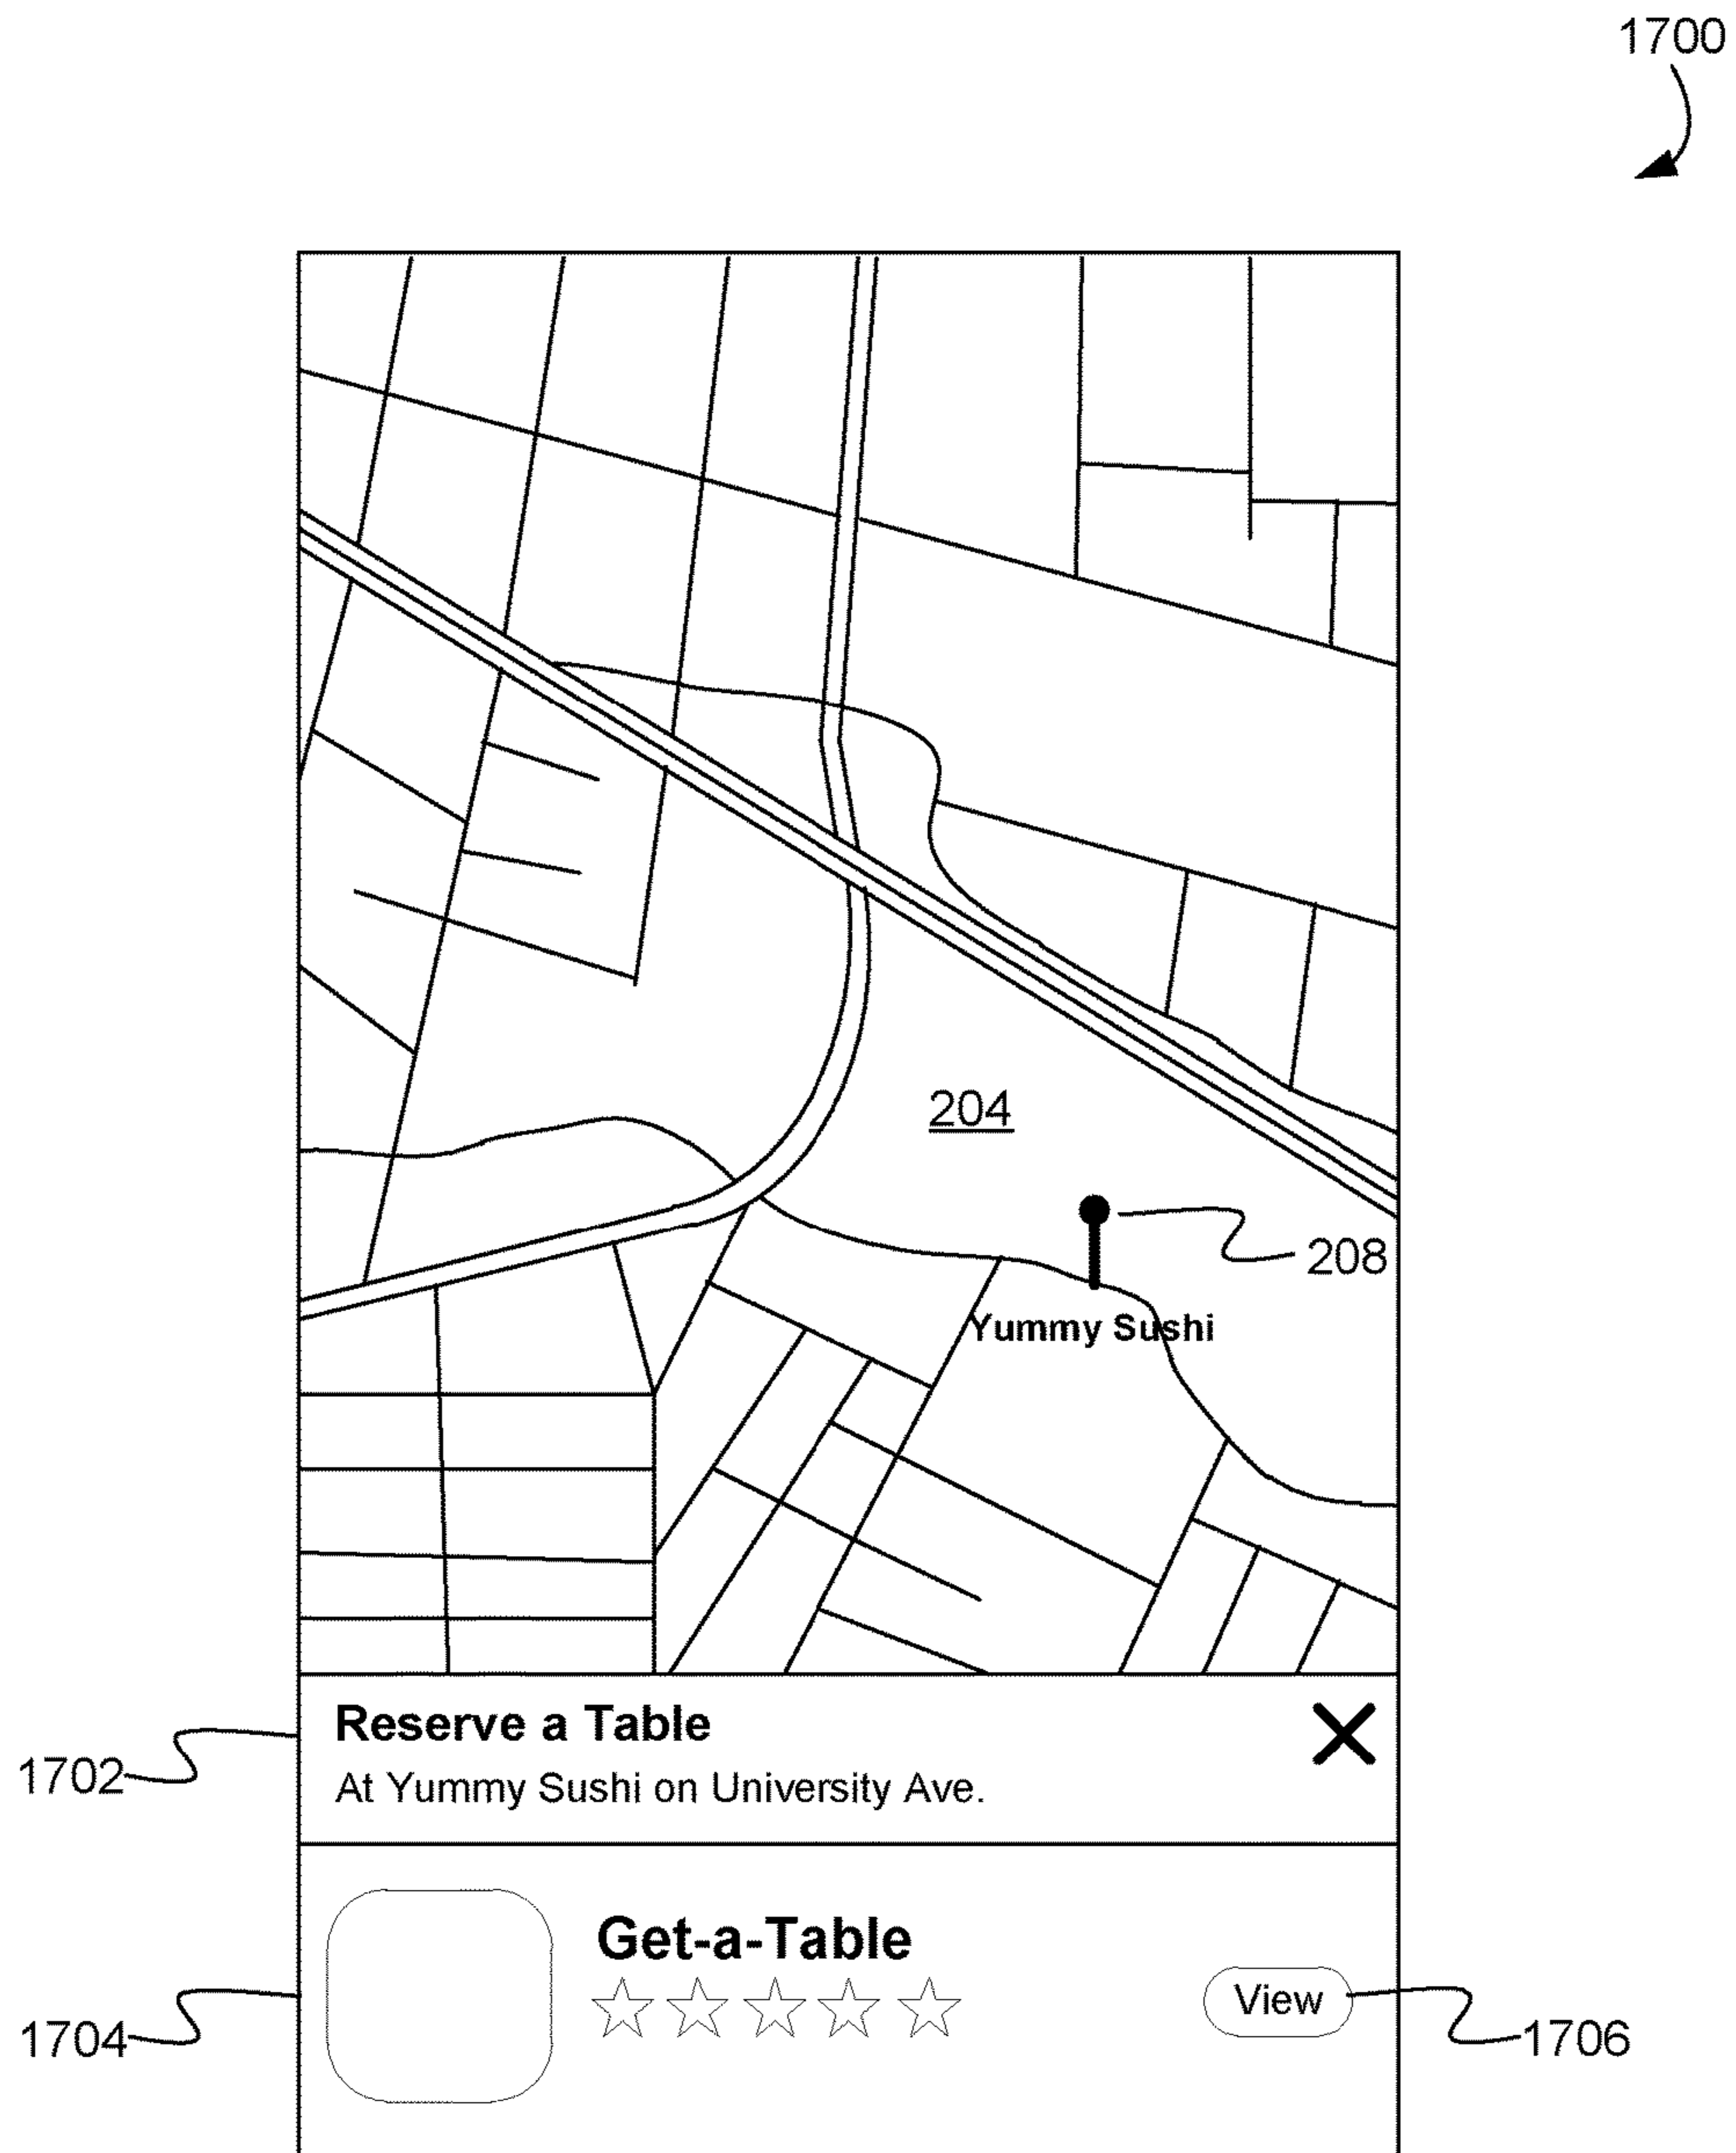 1700
204
208
Yummy Sushi
Reserve a Table
1702
At Yummy Sushi on University Ave.
Get-a-Table
View
1704
1706